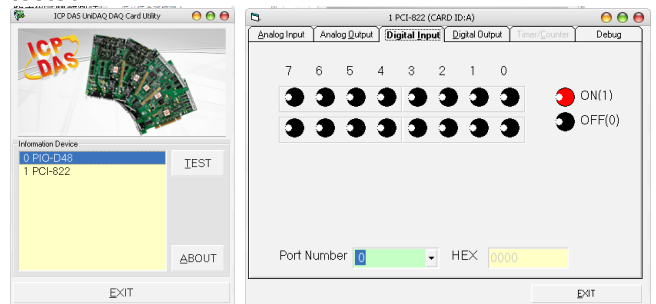 ICP DAS UniDAQ DAQ Card Utility
ICP
DAS
Information Device
0 PIO-D48
1 PCI-822
TEST
ABOUT
EXIT
1 PCI-822 (CARD ID:A)
Analog Input Analog Output Digital Input Digital Output Timer/Counter Debug
7 6 5 4 3 2 1 0
ON(1)
OFF(0)
Port Number 0 HEX 0000
EXIT